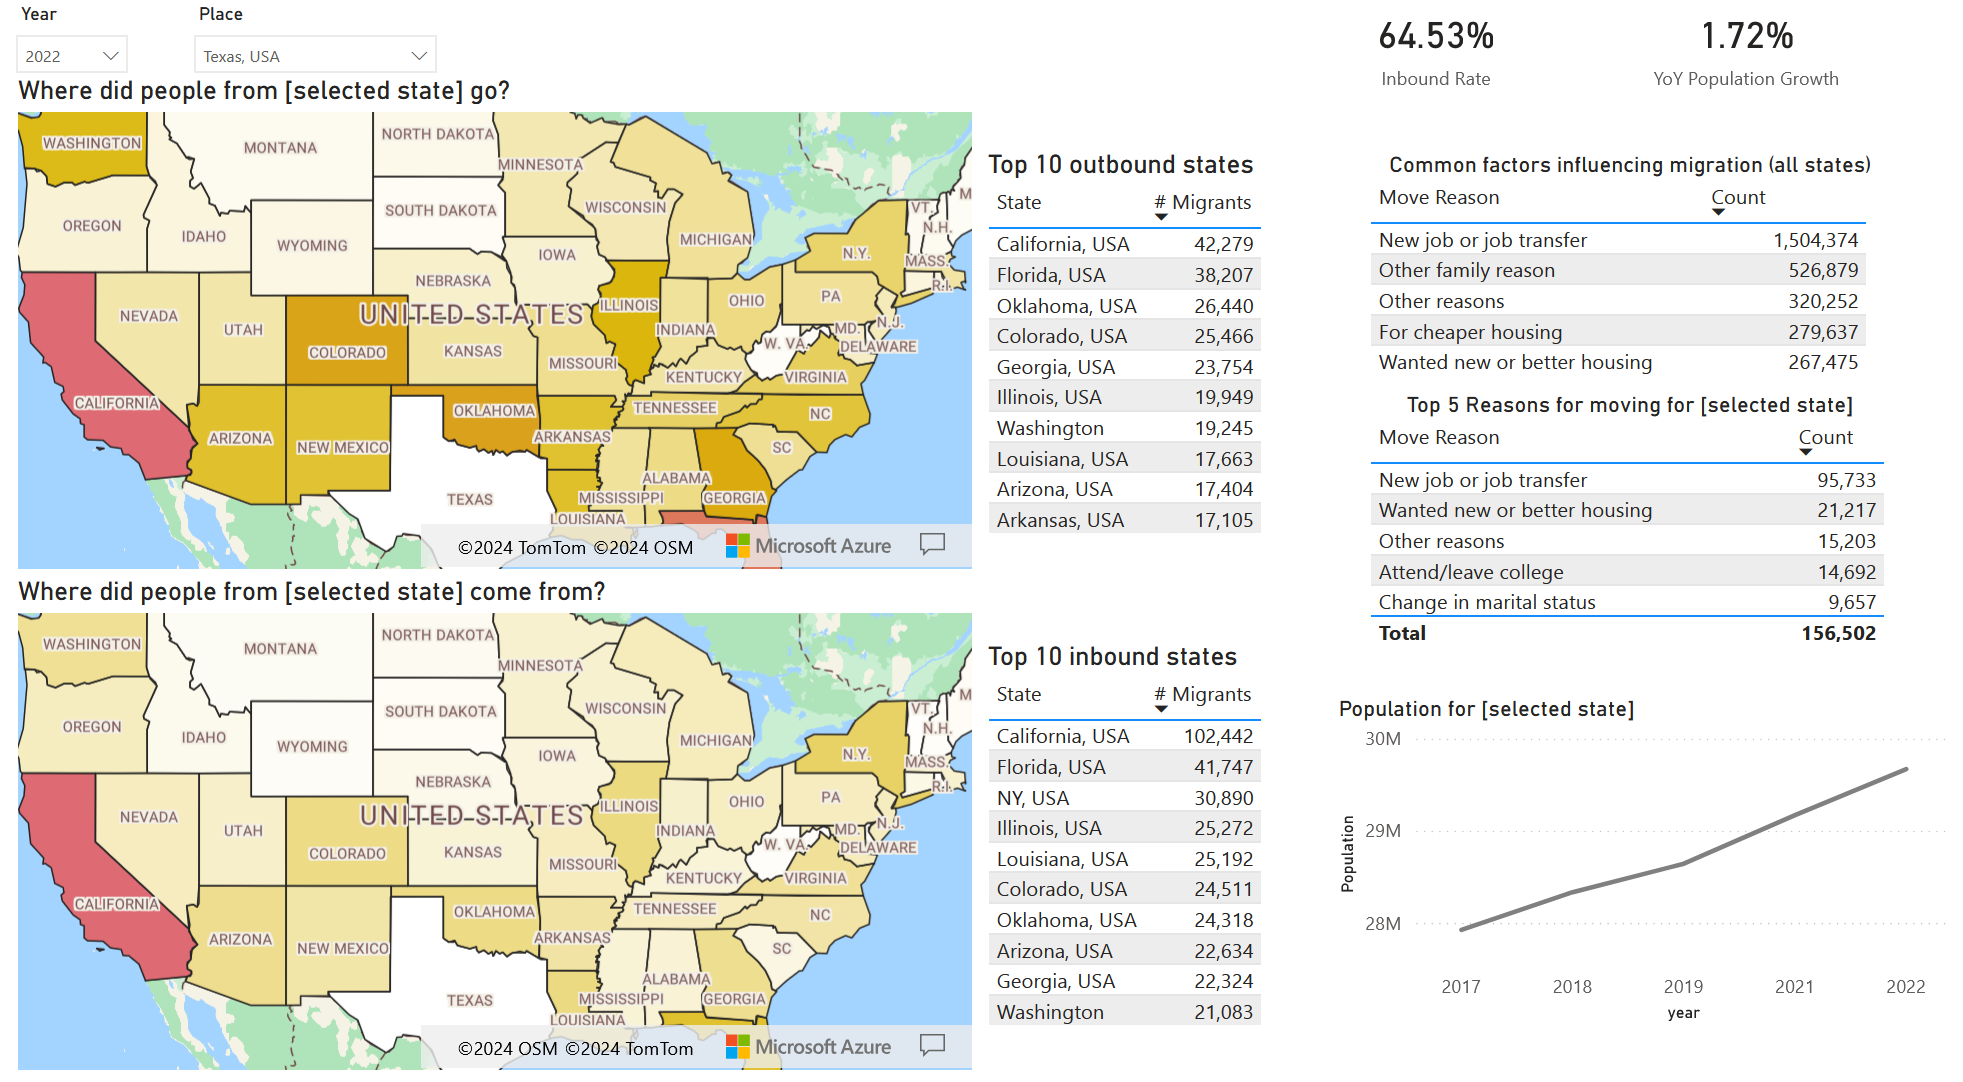 Year
Place
2022
Texas, USA
64.53%
Inbound Rate
1.72%
YoY Population Growth
Where did people from [selected state] go?
WASHINGTON
MONTANA
NORTH DAKOTA
MINNESOTA
OREGON
IDAHO
WYOMING
SOUTH DAKOTA
WISCONSIN
MICHIGAN
VT.
N.H.
M
N.Y.
MASS.
R.I.
IOWA
NEBRASKA
NEVADA
UTAH
COLORADO
UNITED STATES
KANSAS
ILLINOIS
INDIANA
OHIO
PA
MD.
N.J.
DELAWARE
W. VA.
MISSOURI
KENTUCKY
VIRGINIA
CALIFORNIA
ARIZONA
NEW MEXICO
OKLAHOMA
ARKANSAS
TENNESSEE
NC
SC
TEXAS
ALABAMA
MISSISSIPPI
GEORGIA
LOUISIANA
©2024 TomTom ©2024 OSM
Microsoft Azure
Top 10 outbound states
State # Migrants
California, USA 42,279
Florida, USA 38,207
Oklahoma, USA 26,440
Colorado, USA 25,466
Georgia, USA 23,754
Illinois, USA 19,949
Washington 19,245
Louisiana, USA 17,663
Arizona, USA 17,404
Arkansas, USA 17,105
Common factors influencing migration (all states)
Move Reason Count
New job or job transfer 1,504,374
Other family reason 526,879
Other reasons 320,252
For cheaper housing 279,637
Wanted new or better housing 267,475
Top 5 Reasons for moving for [selected state]
Move Reason Count
New job or job transfer 95,733
Wanted new or better housing 21,217
Other reasons 15,203
Attend/leave college 14,692
Change in marital status 9,657
Total 156,502
Where did people from [selected state] come from?
WASHINGTON
MONTANA
NORTH DAKOTA
MINNESOTA
OREGON
IDAHO
WYOMING
SOUTH DAKOTA
WISCONSIN
MICHIGAN
VT.
N.H.
M
N.Y.
MASS.
R.I.
IOWA
NEBRASKA
NEVADA
UTAH
COLORADO
UNITED STATES
KANSAS
ILLINOIS
INDIANA
OHIO
PA
MD.
N.J.
DELAWARE
W. VA.
MISSOURI
KENTUCKY
VIRGINIA
CALIFORNIA
ARIZONA
NEW MEXICO
OKLAHOMA
ARKANSAS
TENNESSEE
NC
SC
TEXAS
ALABAMA
MISSISSIPPI
GEORGIA
LOUISIANA
©2024 OSM ©2024 TomTom
Microsoft Azure
Top 10 inbound states
State # Migrants
California, USA 102,442
Florida, USA 41,747
NY, USA 30,890
Illinois, USA 25,272
Louisiana, USA 25,192
Colorado, USA 24,511
Oklahoma, USA 24,318
Arizona, USA 22,634
Georgia, USA 22,324
Washington 21,083
Population for [selected state]
30M
29M
28M
Population
2017 2018 2019 2021 2022
year